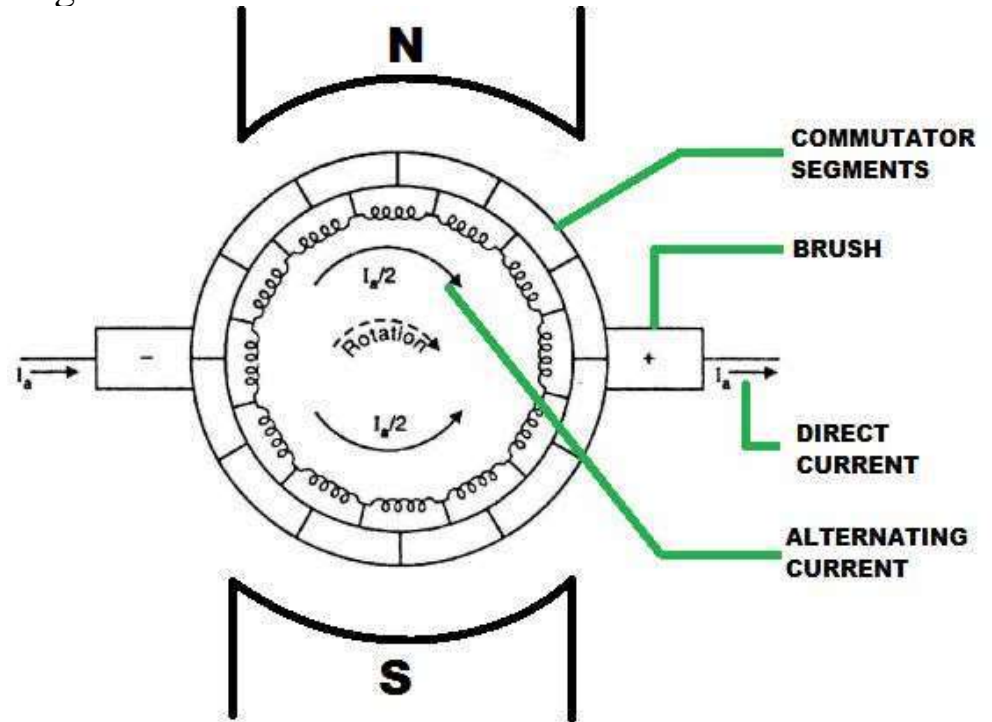 N
COMMUTATOR
SEGMENTS
BRUSH
Iₐ/2
Rotation
−
+
Iₐ
Iₐ
Iₐ/2
DIRECT
CURRENT
ALTERNATING
CURRENT
S